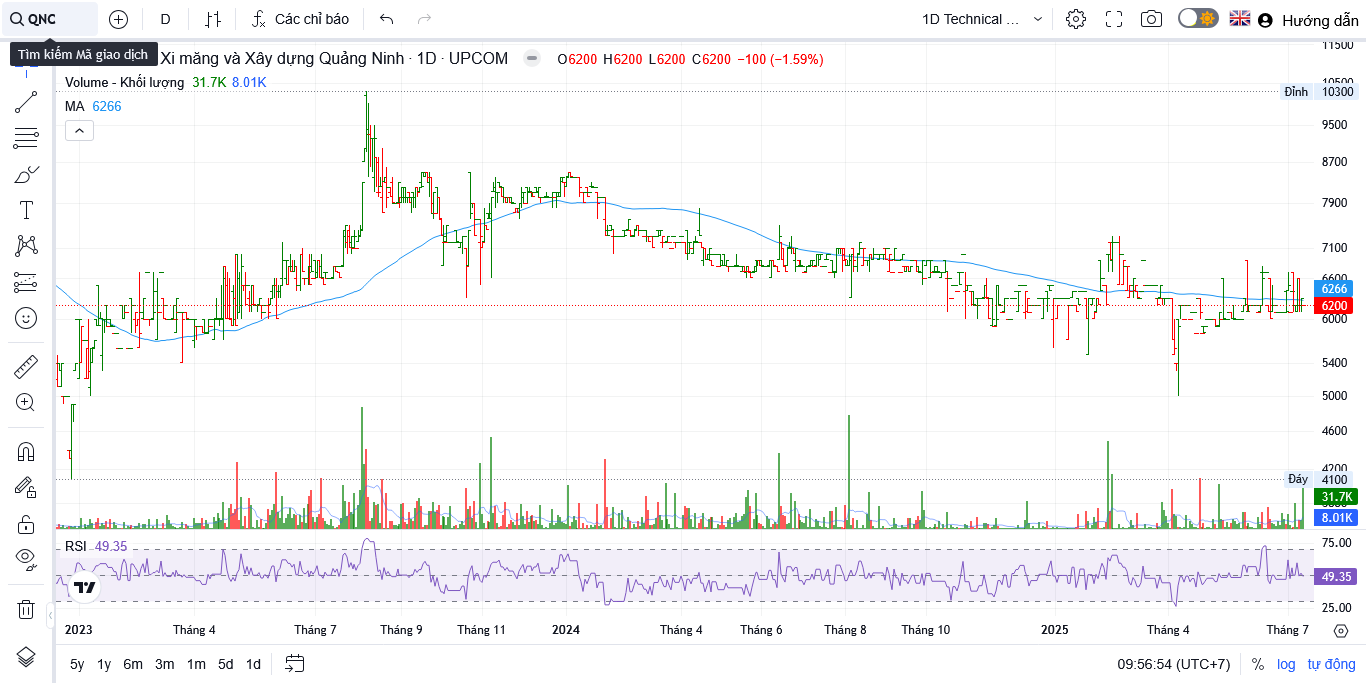 QNC
D
Các chỉ báo
1D Technical ...
Hướng dẫn
Tìm kiếm Mã giao dịch
Xi măng và Xây dựng Quảng Ninh · 1D · UPCOM
O6200 H6200 L6200 C6200 −100 (−1.59%)
Volume - Khối lượng 31.7K 8.01K
MA 6266
11500
10500
Đỉnh 10300
9500
8700
7900
7100
6600
6266
6200
6000
5400
5000
4600
4200
Đáy 4100
31.7K
8.01K
RSI 49.35
75.00
49.35
25.00
2023 Tháng 4 Tháng 7 Tháng 9 Tháng 11 2024 Tháng 4 Tháng 6 Tháng 8 Tháng 10 2025 Tháng 4 Tháng 7
5y 1y 6m 3m 1m 5d 1d
09:56:54 (UTC+7) % log tự động